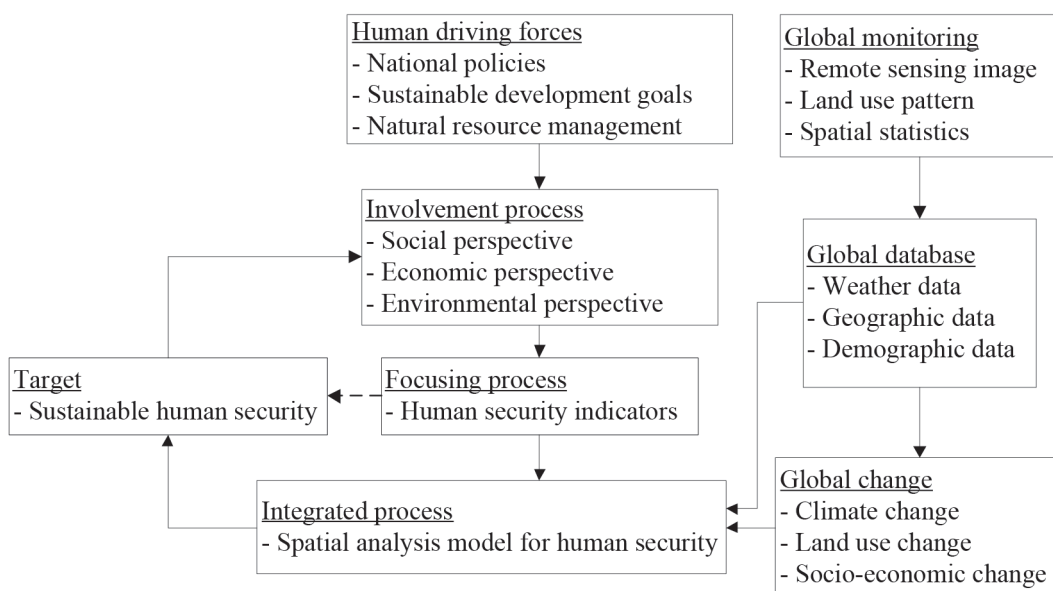 Human driving forces
- National policies
- Sustainable development goals
- Natural resource management
Global monitoring
- Remote sensing image
- Land use pattern
- Spatial statistics
Involvement process
- Social perspective
- Economic perspective
- Environmental perspective
Global database
- Weather data
- Geographic data
- Demographic data
Target
- Sustainable human security
Focusing process
- Human security indicators
Integrated process
- Spatial analysis model for human security
Global change
- Climate change
- Land use change
- Socio-economic change